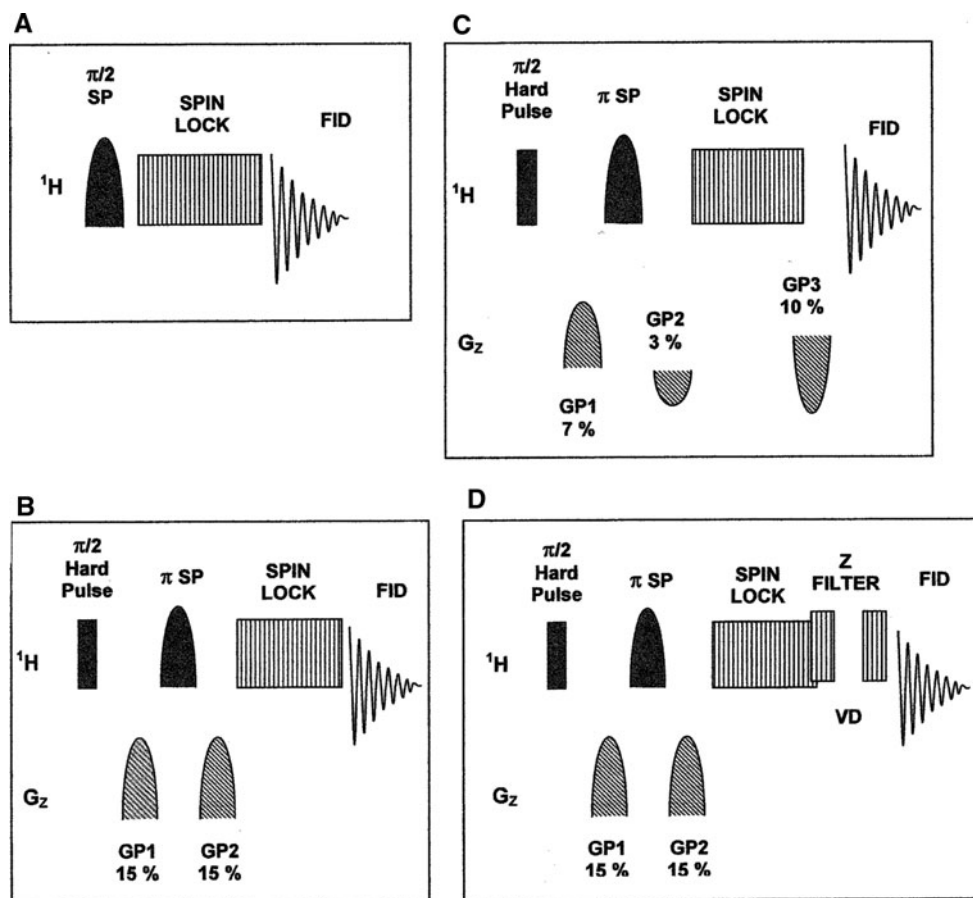 A
π/2
SP
SPIN
LOCK
FID
¹H
C
π/2
Hard
Pulse
π SP
SPIN
LOCK
FID
¹H
GP3
10 %
GP2
3 %
Gz
GP1
7 %
B
π/2
Hard
Pulse
π SP
SPIN
LOCK
FID
¹H
Gz
GP1
15 %
GP2
15 %
D
π/2
Hard
Pulse
π SP
SPIN
LOCK
Z
FILTER
FID
¹H
VD
Gz
GP1
15 %
GP2
15 %